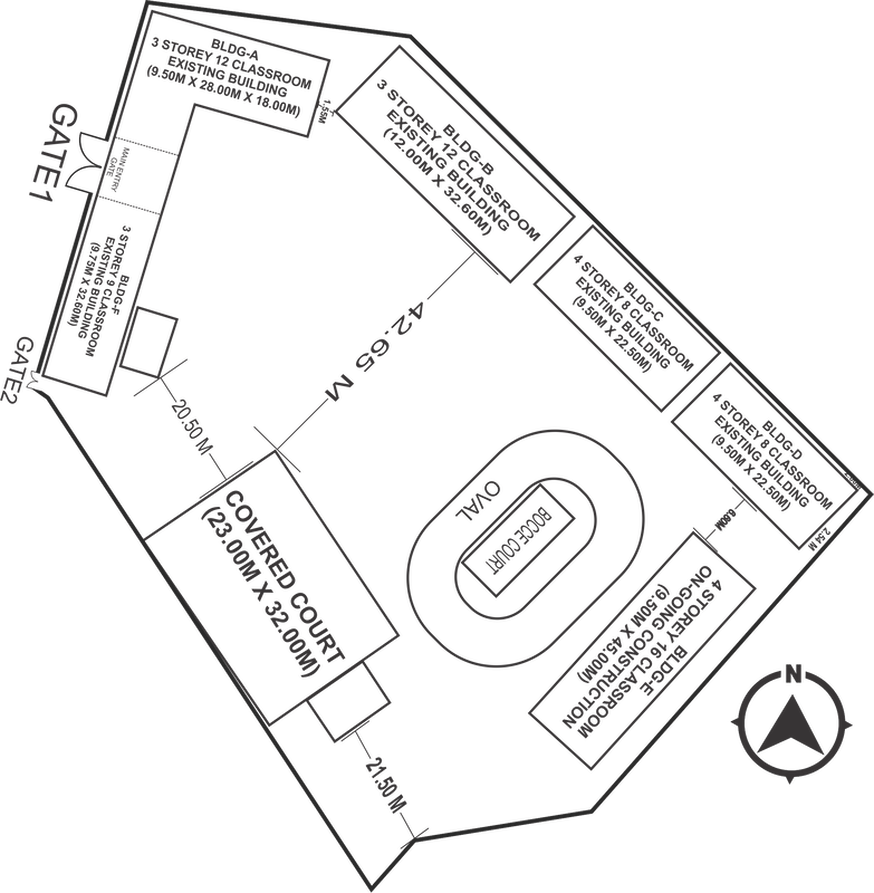 BLDG-A
3 STOREY 12 CLASSROOM
EXISTING BUILDING
(9.50M X 28.00M X 18.00M)
1.55M
BLDG-B
3 STOREY 12 CLASSROOM
EXISTING BUILDING
(12.00M X 32.60M)
GATE1
MAIN ENTRY
GATE
BLDG-F
3 STOREY 9 CLASSROOM
EXISTING BUILDING
(9.75M X 32.60M)
GATE2
BLDG-C
4 STOREY 8 CLASSROOM
EXISTING BUILDING
(9.50M X 22.50M)
42.65 M
20.50 M
BLDG-D
4 STOREY 8 CLASSROOM
EXISTING BUILDING
(9.50M X 22.50M)
2.54 M
6.00M
OVAL
BOCCE COURT
COVERED COURT
(23.00M X 32.00M)
BLDG-E
4 STOREY 16 CLASSROOM
ON-GOING CONSTRUCTION
(9.50M X 45.00M)
N
21.50 M